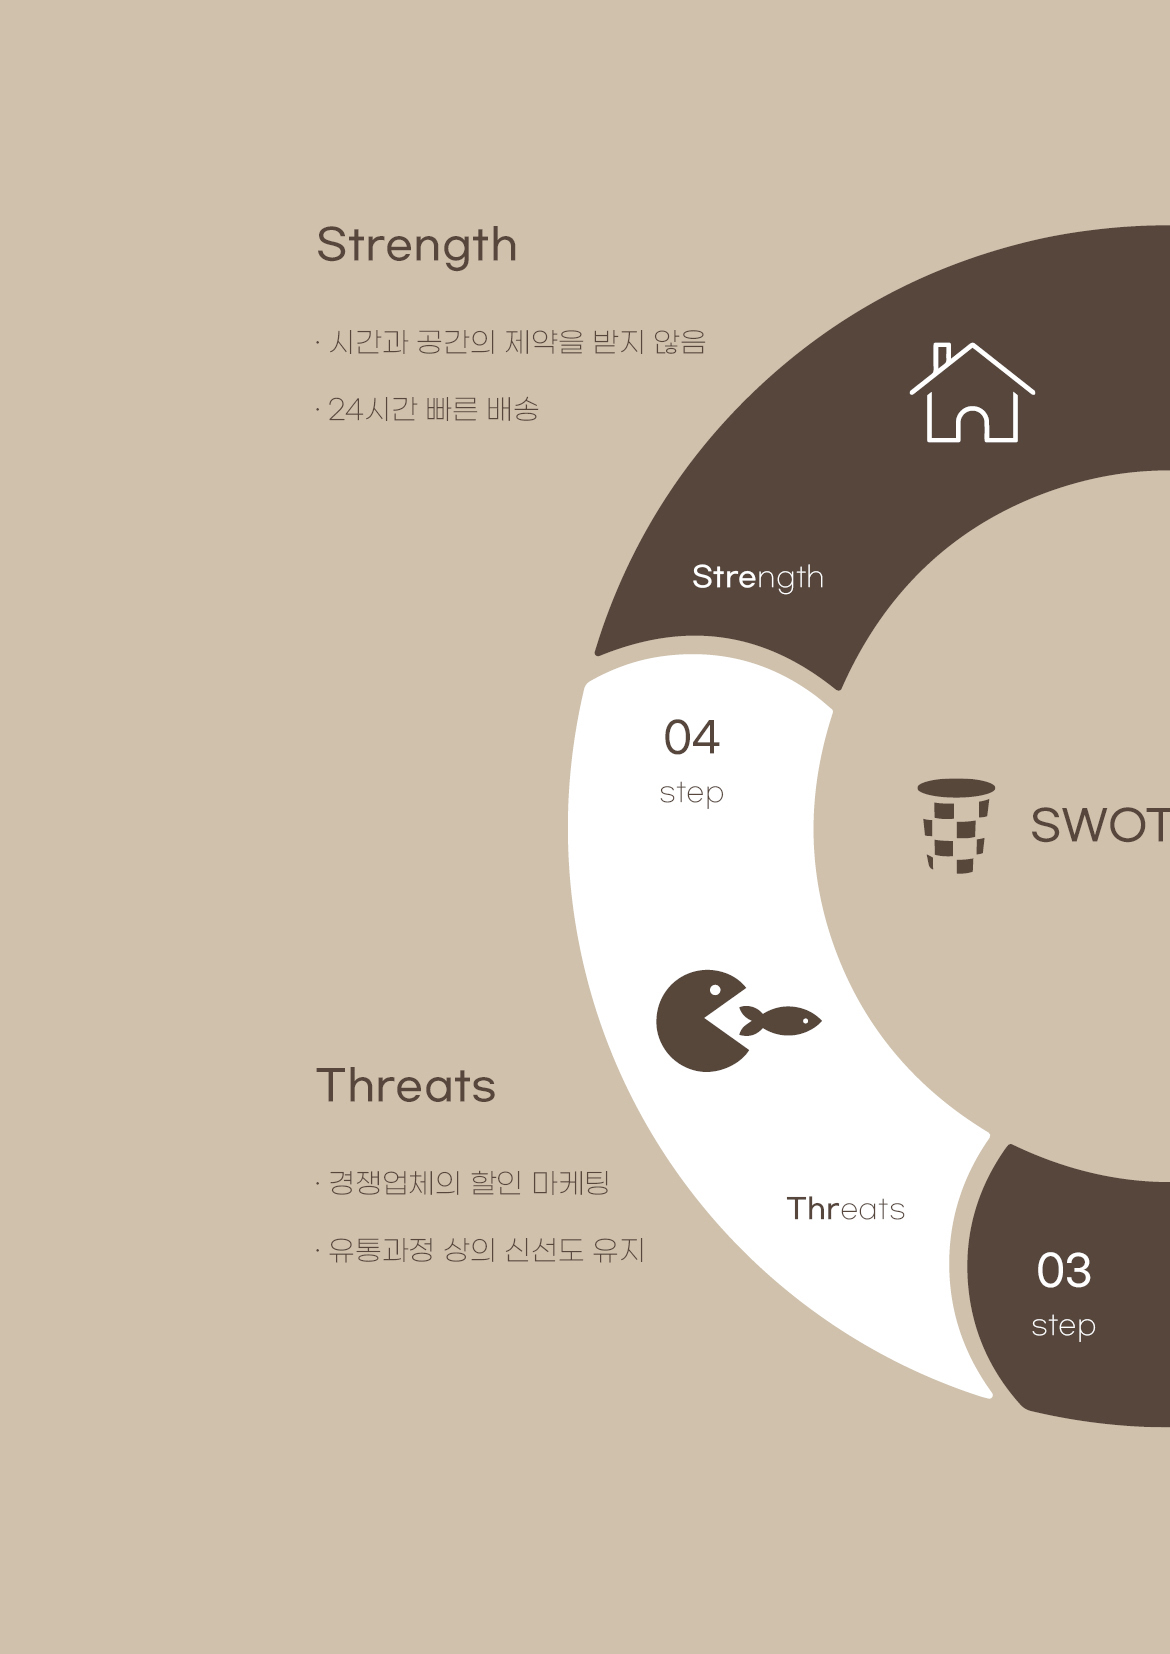 Strength
· 시간과 공간의 제약을 받지 않음
· 24시간 빠른 배송
Strength
04
step
SWOT
Threats
· 경쟁업체의 할인 마케팅
· 유통과정 상의 신선도 유지
Threats
03
step